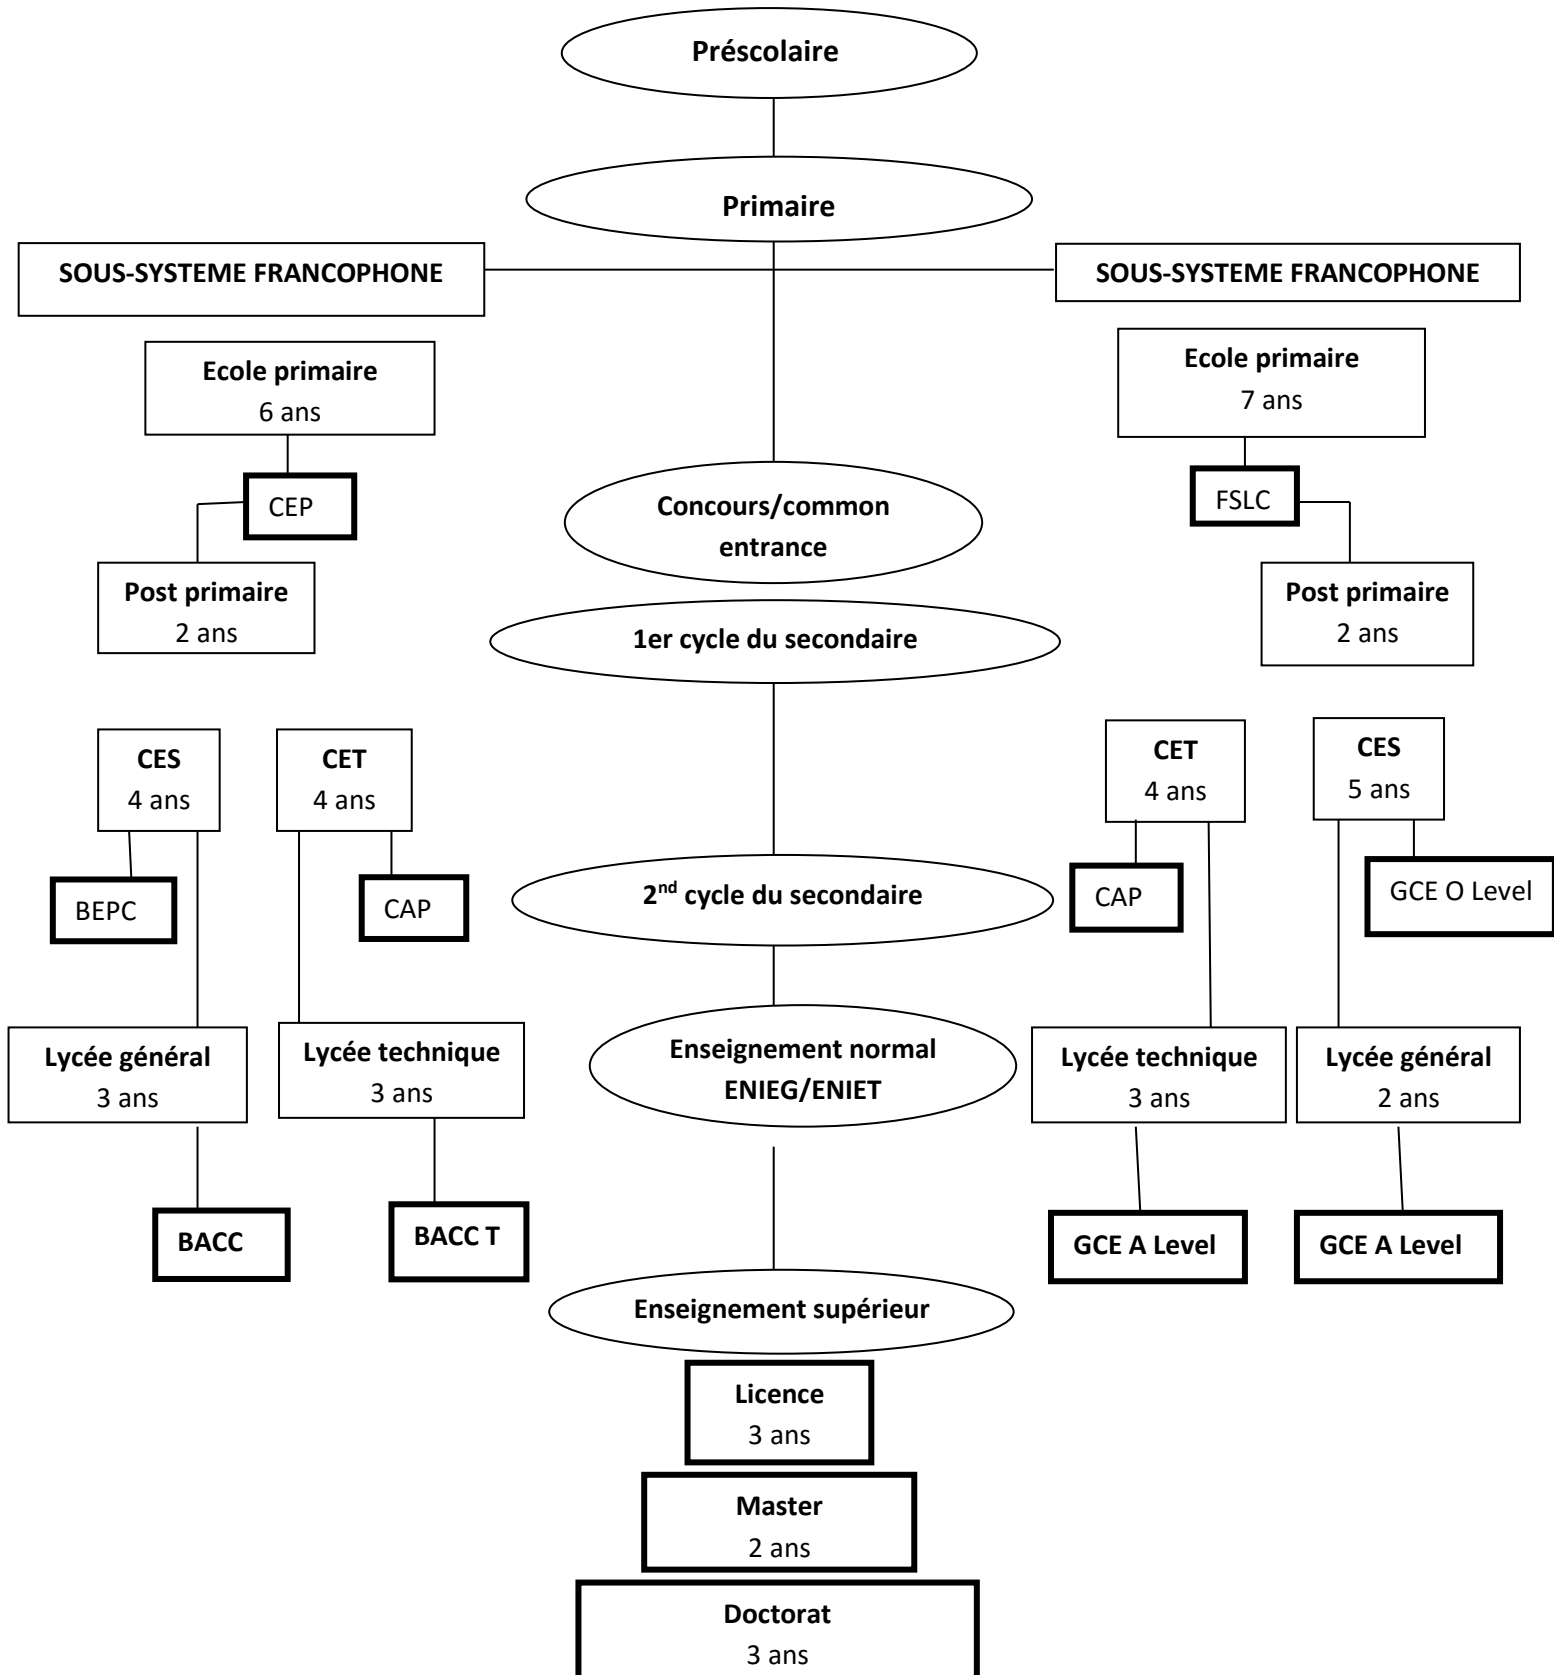 Préscolaire
Primaire
SOUS-SYSTEME FRANCOPHONE
SOUS-SYSTEME FRANCOPHONE
Ecole primaire
6 ans
Ecole primaire
7 ans
CEP
Concours/common
entrance
FSLC
Post primaire
2 ans
1er cycle du secondaire
Post primaire
2 ans
CES
4 ans
CET
4 ans
CET
4 ans
CES
5 ans
BEPC
CAP
2nd cycle du secondaire
CAP
GCE O Level
Lycée général
3 ans
Lycée technique
3 ans
Enseignement normal
ENIEG/ENIET
Lycée technique
3 ans
Lycée général
2 ans
BACC
BACC T
GCE A Level
GCE A Level
Enseignement supérieur
Licence
3 ans
Master
2 ans
Doctorat
3 ans